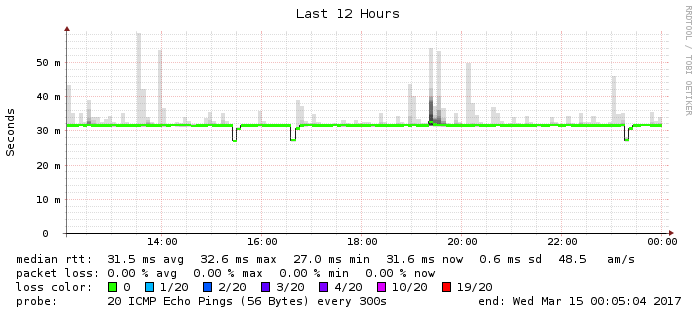 Last 12 Hours
RRDTOOL / TOBI OETIKER
Seconds
50 m
40 m
30 m
20 m
10 m
0
14:00 16:00 18:00 20:00 22:00 00:00
median rtt: 31.5 ms avg 32.6 ms max 27.0 ms min 31.6 ms now 0.6 ms sd 48.5 am/s
packet loss: 0.00 % avg 0.00 % max 0.00 % min 0.00 % now
loss color: 0 1/20 2/20 3/20 4/20 10/20 19/20
probe: 20 ICMP Echo Pings (56 Bytes) every 300s end: Wed Mar 15 00:05:04 2017